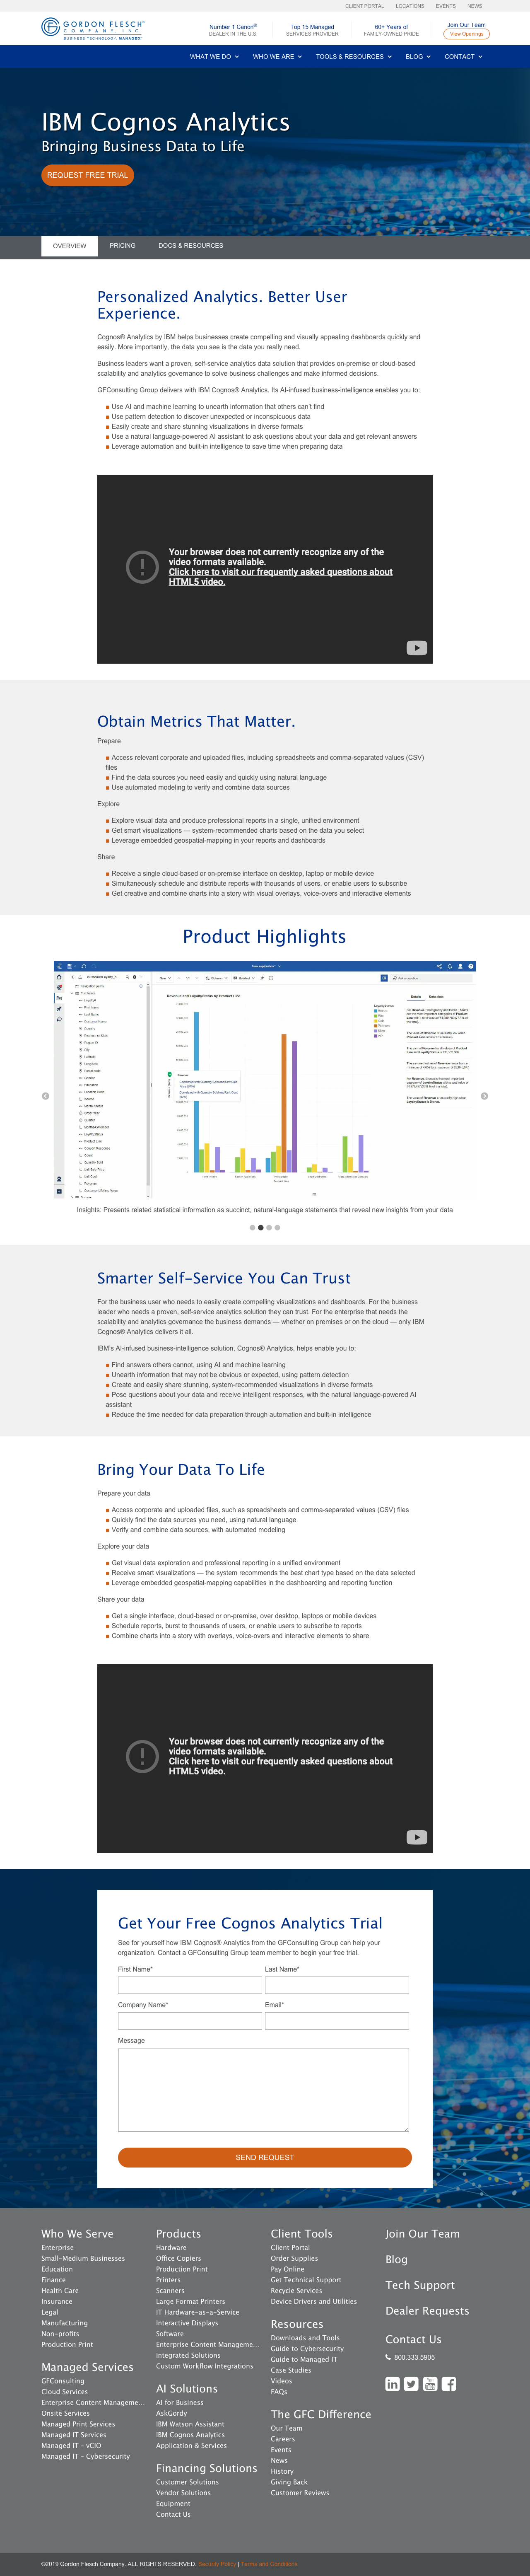 CLIENT PORTAL LOCATIONS EVENTS NEWS
GORDON FLESCH
COMPANY, INC.
BUSINESS TECHNOLOGY. MANAGED.
Number 1 Canon®
DEALER IN THE U.S.
Top 15 Managed
SERVICES PROVIDER
60+ Years of
FAMILY-OWNED PRIDE
Join Our Team
View Openings
WHAT WE DO WHO WE ARE TOOLS & RESOURCES BLOG CONTACT
IBM Cognos Analytics
Bringing Business Data to Life
REQUEST FREE TRIAL
OVERVIEW PRICING DOCS & RESOURCES
Personalized Analytics. Better User
Experience.
Cognos® Analytics by IBM helps businesses create compelling and visually appealing dashboards quickly and
easily. More importantly, the data you see is the data you really need.
Business leaders want a proven, self-service analytics data solution that provides on-premise or cloud-based
scalability and analytics governance to solve business challenges and make informed decisions.
GFConsulting Group delivers with IBM Cognos® Analytics. Its AI-infused business-intelligence enables you to:
Use AI and machine learning to unearth information that others can't find
Use pattern detection to discover unexpected or inconspicuous data
Easily create and share stunning visualizations in diverse formats
Use a natural language-powered AI assistant to ask questions about your data and get relevant answers
Leverage automation and built-in intelligence to save time when preparing data
Your browser does not currently recognize any of the
video formats available.
Click here to visit our frequently asked questions about
HTML5 video.
Obtain Metrics That Matter.
Prepare
Access relevant corporate and uploaded files, including spreadsheets and comma-separated values (CSV)
files
Find the data sources you need easily and quickly using natural language
Use automated modeling to verify and combine data sources
Explore
Explore visual data and produce professional reports in a single, unified environment
Get smart visualizations — system-recommended charts based on the data you select
Leverage embedded geospatial-mapping in your reports and dashboards
Share
Receive a single cloud-based or on-premise interface on desktop, laptop or mobile device
Simultaneously schedule and distribute reports with thousands of users, or enable users to subscribe
Get creative and combine charts into a story with visual overlays, voice-overs and interactive elements
Product Highlights
Revenue and LoyaltyStatus by Product Line
Insights: Presents related statistical information as succinct, natural-language statements that reveal new insights from your data
Smarter Self-Service You Can Trust
For the business user who needs to easily create compelling visualizations and dashboards. For the business
leader who needs a proven, self-service analytics solution they can trust. For the enterprise that needs the
scalability and analytics governance the business demands — whether on premises or on the cloud — only IBM
Cognos® Analytics delivers it all.
IBM's AI-infused business-intelligence solution, Cognos® Analytics, helps enable you to:
Find answers others cannot, using AI and machine learning
Unearth information that may not be obvious or expected, using pattern detection
Create and easily share stunning, system-recommended visualizations in diverse formats
Pose questions about your data and receive intelligent responses, with the natural language-powered AI
assistant
Reduce the time needed for data preparation through automation and built-in intelligence
Bring Your Data To Life
Prepare your data
Access corporate and uploaded files, such as spreadsheets and comma-separated values (CSV) files
Quickly find the data sources you need, using natural language
Verify and combine data sources, with automated modeling
Explore your data
Get visual data exploration and professional reporting in a unified environment
Receive smart visualizations — the system recommends the best chart type based on the data selected
Leverage embedded geospatial-mapping capabilities in the dashboarding and reporting function
Share your data
Get a single interface, cloud-based or on-premise, over desktop, laptops or mobile devices
Schedule reports, burst to thousands of users, or enable users to subscribe to reports
Combine charts into a story with overlays, voice-overs and interactive elements to share
Your browser does not currently recognize any of the
video formats available.
Click here to visit our frequently asked questions about
HTML5 video.
Get Your Free Cognos Analytics Trial
See for yourself how IBM Cognos® Analytics from the GFConsulting Group can help your
organization. Contact a GFConsulting Group team member to begin your free trial.
First Name* Last Name*
Company Name* Email*
Message
SEND REQUEST
Who We Serve
Enterprise
Small-Medium Businesses
Education
Finance
Health Care
Insurance
Legal
Manufacturing
Non-profits
Production Print
Managed Services
GFConsulting
Cloud Services
Enterprise Content Manageme...
Onsite Services
Managed Print Services
Managed IT Services
Managed IT - vCIO
Managed IT - Cybersecurity
Products
Hardware
Office Copiers
Production Print
Printers
Scanners
Large Format Printers
IT Hardware-as-a-Service
Interactive Displays
Software
Enterprise Content Manageme...
Integrated Solutions
Custom Workflow Integrations
AI Solutions
AI for Business
AskGordy
IBM Watson Assistant
IBM Cognos Analytics
Application & Services
Financing Solutions
Customer Solutions
Vendor Solutions
Equipment
Contact Us
Client Tools
Client Portal
Order Supplies
Pay Online
Get Technical Support
Recycle Services
Device Drivers and Utilities
Resources
Downloads and Tools
Guide to Cybersecurity
Guide to Managed IT
Case Studies
Videos
FAQs
The GFC Difference
Our Team
Careers
Events
News
History
Giving Back
Customer Reviews
Join Our Team
Blog
Tech Support
Dealer Requests
Contact Us
800.333.5905
©2019 Gordon Flesch Company. ALL RIGHTS RESERVED. Security Policy | Terms and Conditions